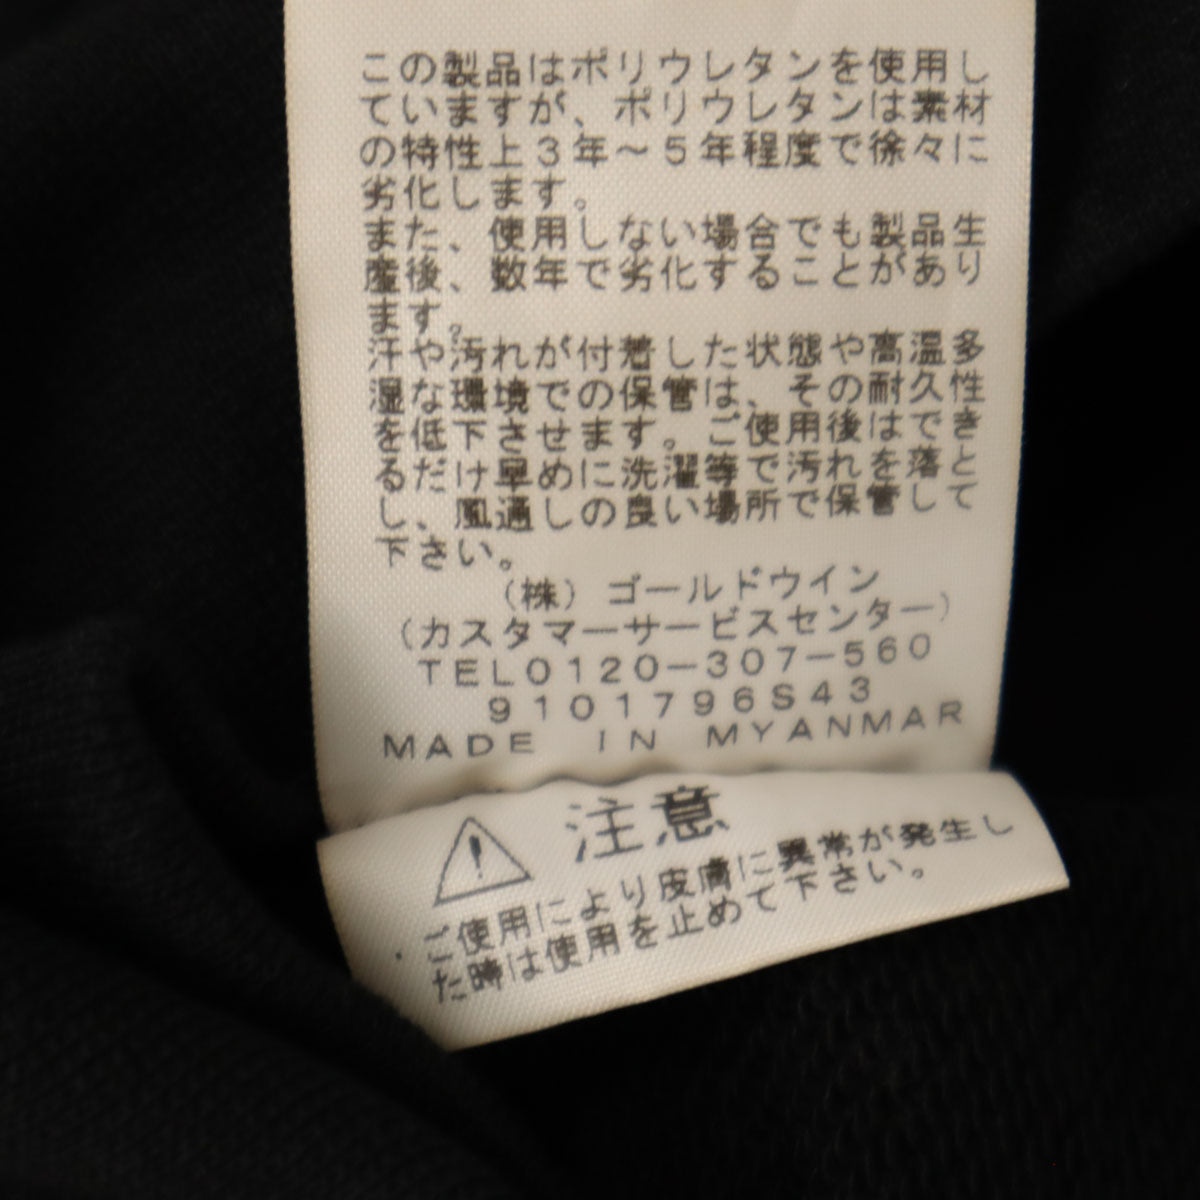 この製品はポリウレタンを使用し
ていますが、ポリウレタンは素材
の特性上3年～5年程度で徐々に
劣化します。
また、使用しない場合でも製品生
産後、数年で劣化することがあり
ます。
汗や汚れが付着した状態や高温多
湿な環境での保管は、その耐久性
を低下させます。ご使用後はでき
るだけ早めに洗濯等で汚れを落と
し、風通しの良い場所で保管して
下さい。
(株)ゴールドウイン
(カスタマーサービスセンター)
TEL0120-307-560
9101796S43
MADE IN MYANMAR
注意
・ご使用により皮膚に異常が発生し
た時は使用を止めて下さい。